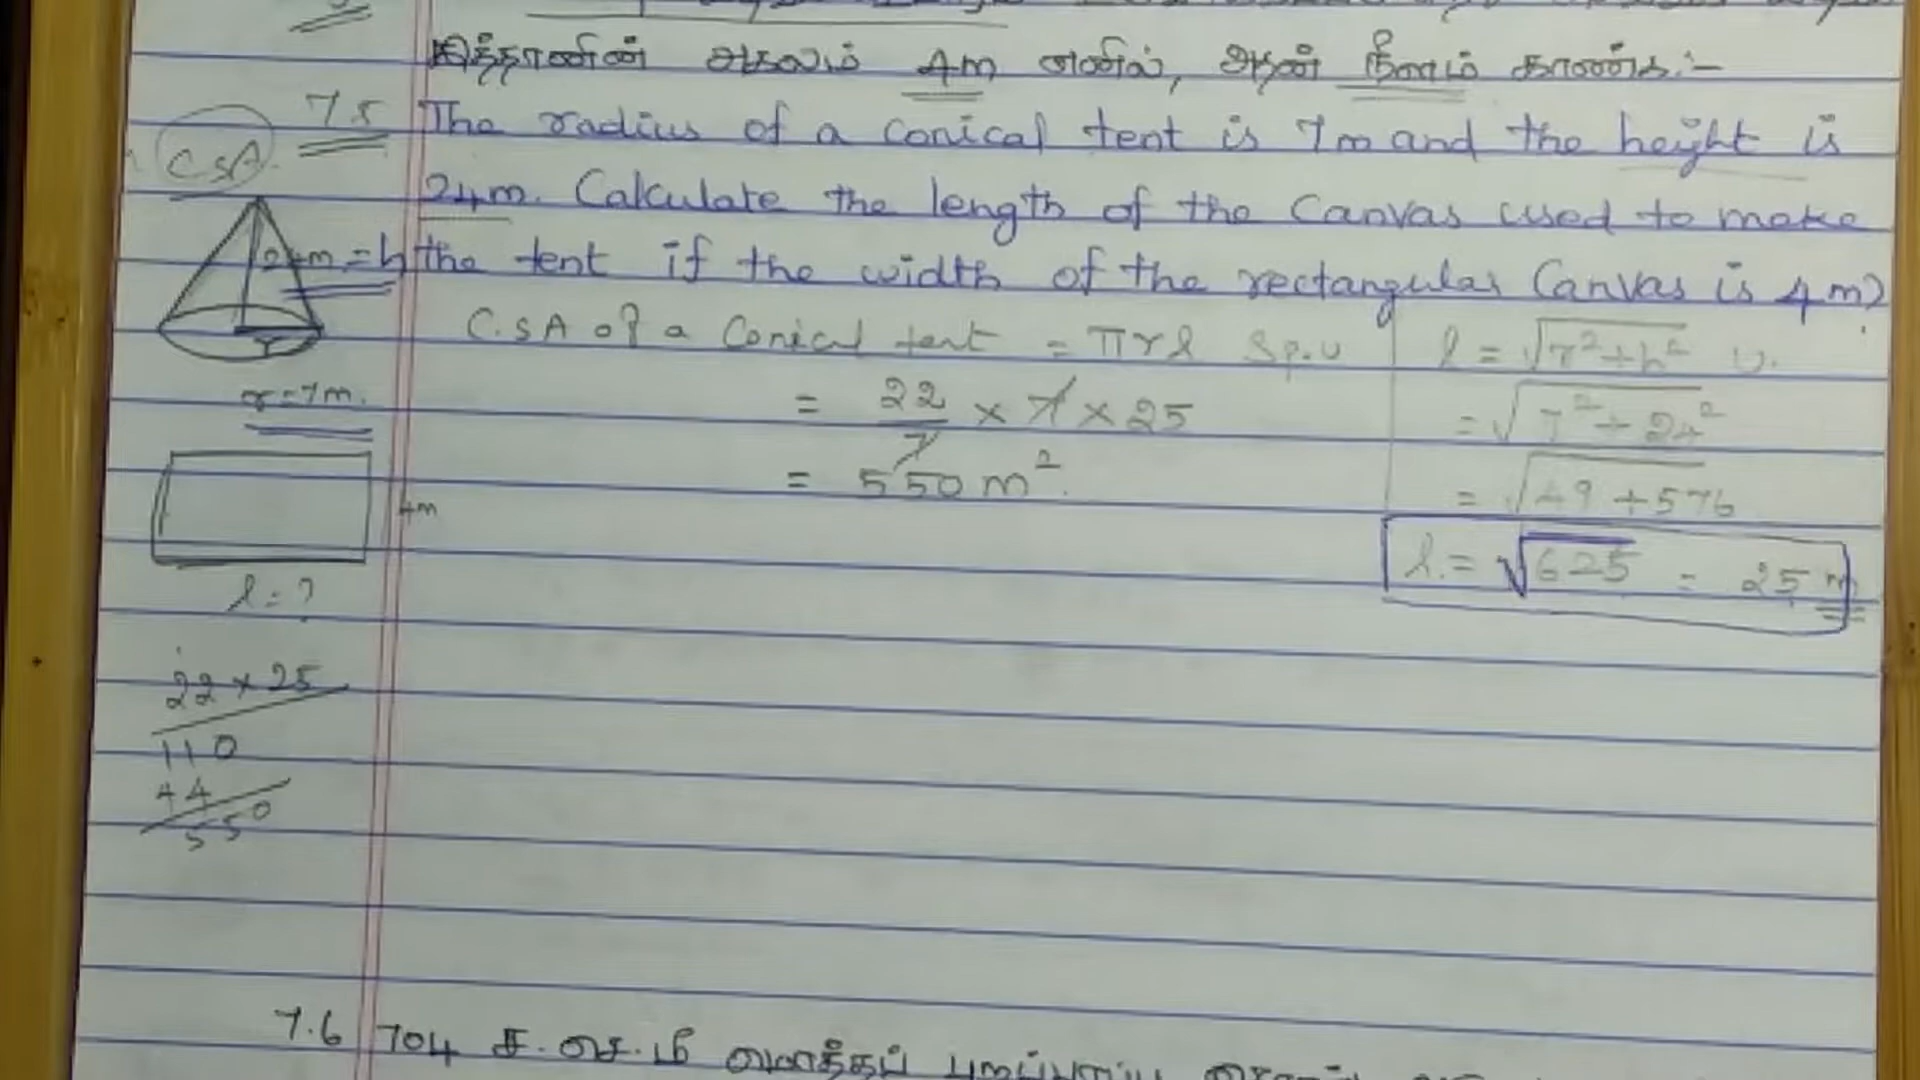 இத்தாணின் அகலம் 4m எனில், அதன் நீளம் காண்க:-
7.5 The radius of a conical tent is 7m and the height is
24m. Calculate the length of the Canvas used to make
the tent if the width of the rectangular Canvas is 4m?
CSA
24m = h
r
r = 7m.
4m
l = ?
C.S.A of a Conical tent = πrl Sq.u
= 22/7 × 7 × 25
= 550 m².
l = √r²+h² u.
= √7²+24²
= √49+576
l = √625 = 25 m
22 × 25
110
44
550
7.6 704 ச.செ.மீ வளைத்தப்